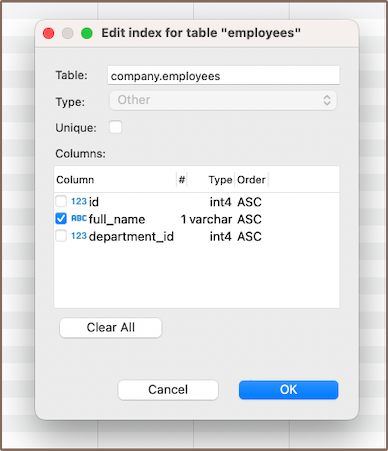 Edit index for table "employees"
Table: company.employees
Type: Other
Unique:
Columns:
Column # Type Order
123 id int4 ASC
ABC full_name 1 varchar ASC
123 department_id int4 ASC
Clear All
Cancel OK